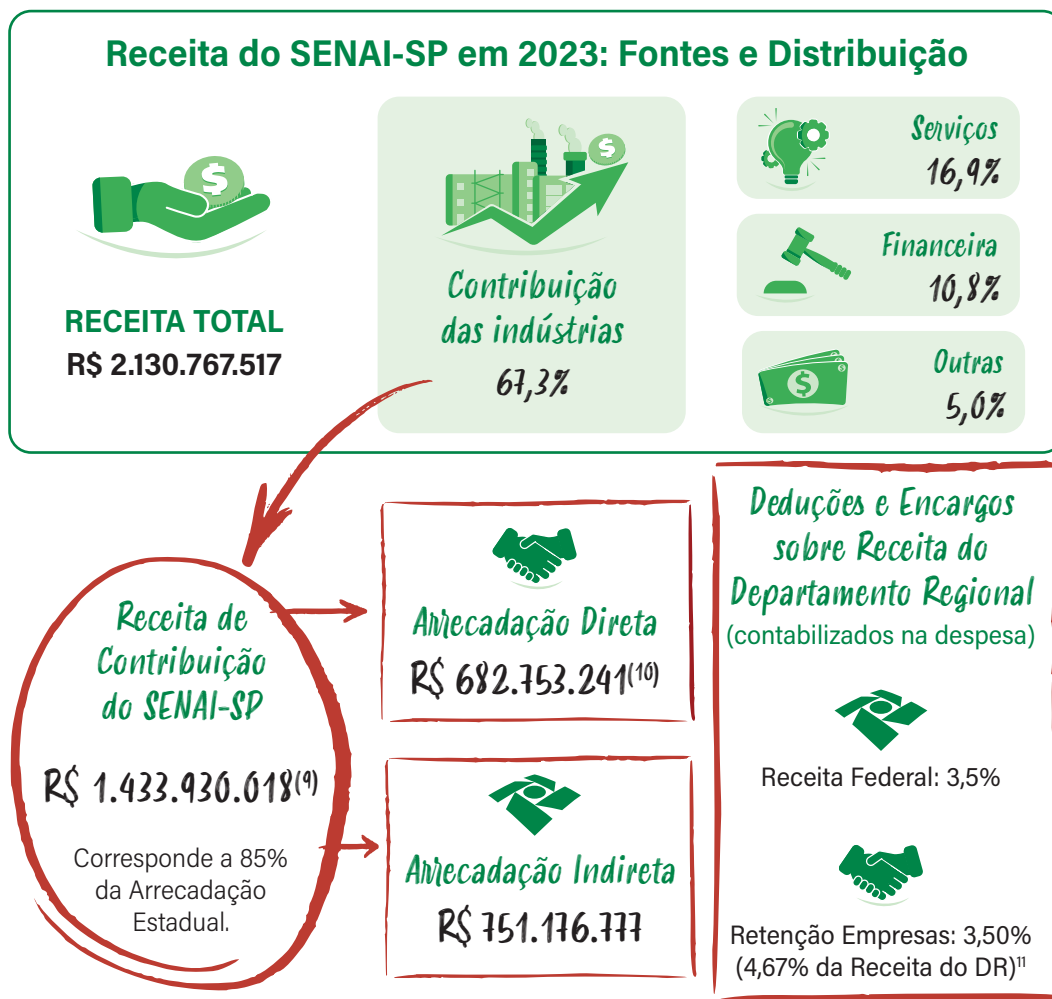 Receita do SENAI-SP em 2023: Fontes e Distribuição
RECEITA TOTAL
R$ 2.130.767.517
Contribuição
das indústrias
67,3%
Serviços
16,9%
Financeira
10,8%
Outras
5,0%
Receita de
Contribuição
do SENAI-SP
R$ 1.433.930.018(9)
Corresponde a 85%
da Arrecadação
Estadual.
Arrecadação Direta
R$ 682.753.241(10)
Arrecadação Indireta
R$ 751.176.777
Deduções e Encargos
sobre Receita do
Departamento Regional
(contabilizados na despesa)
Receita Federal: 3,5%
Retenção Empresas: 3,50%
(4,67% da Receita do DR)11